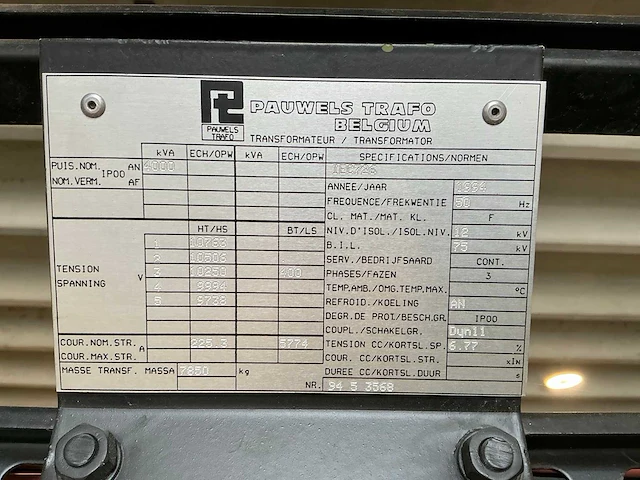 PAUWELS TRAFO
PAUWELS TRAFO
BELGIUM
TRANSFORMATEUR / TRANSFORMATOR
kVA ECH/OPW kVA ECH/OPW SPECIFICATIONS/NORMEN
PUIS.NOM. IP00 AN 4000
NOM.VERM. AF
IEC726
ANNEE/JAAR 1994
FREQUENCE/FREKWENTIE 50 Hz
CL. MAT./MAT. KL. F
HT/HS BT/LS NIV.D'ISOL./ISOL.NIV. 12 kV
1 10763 B.I.L. 75 kV
2 10506 SERV./BEDRIJFSAARD CONT.
TENSION SPANNING V 3 10250 400 PHASES/FAZEN 3
4 9994 TEMP.AMB./OMG.TEMP.MAX. °C
5 9738 REFROID./KOELING AN
DEGR.DE PROT/BESCH.GR. IP00
COUPL./SCHAKELGR. Dyn11
COUR.NOM.STR. A 225.3 5774 TENSION CC/KORTSL.SP. 6.77 %
COUR.MAX.STR. COUR. CC/KORTSL.STR. xIN
MASSE TRANSF. MASSA 7850 kg DUREE CC/KORTSL.DUUR s
NR. 94 5 3568